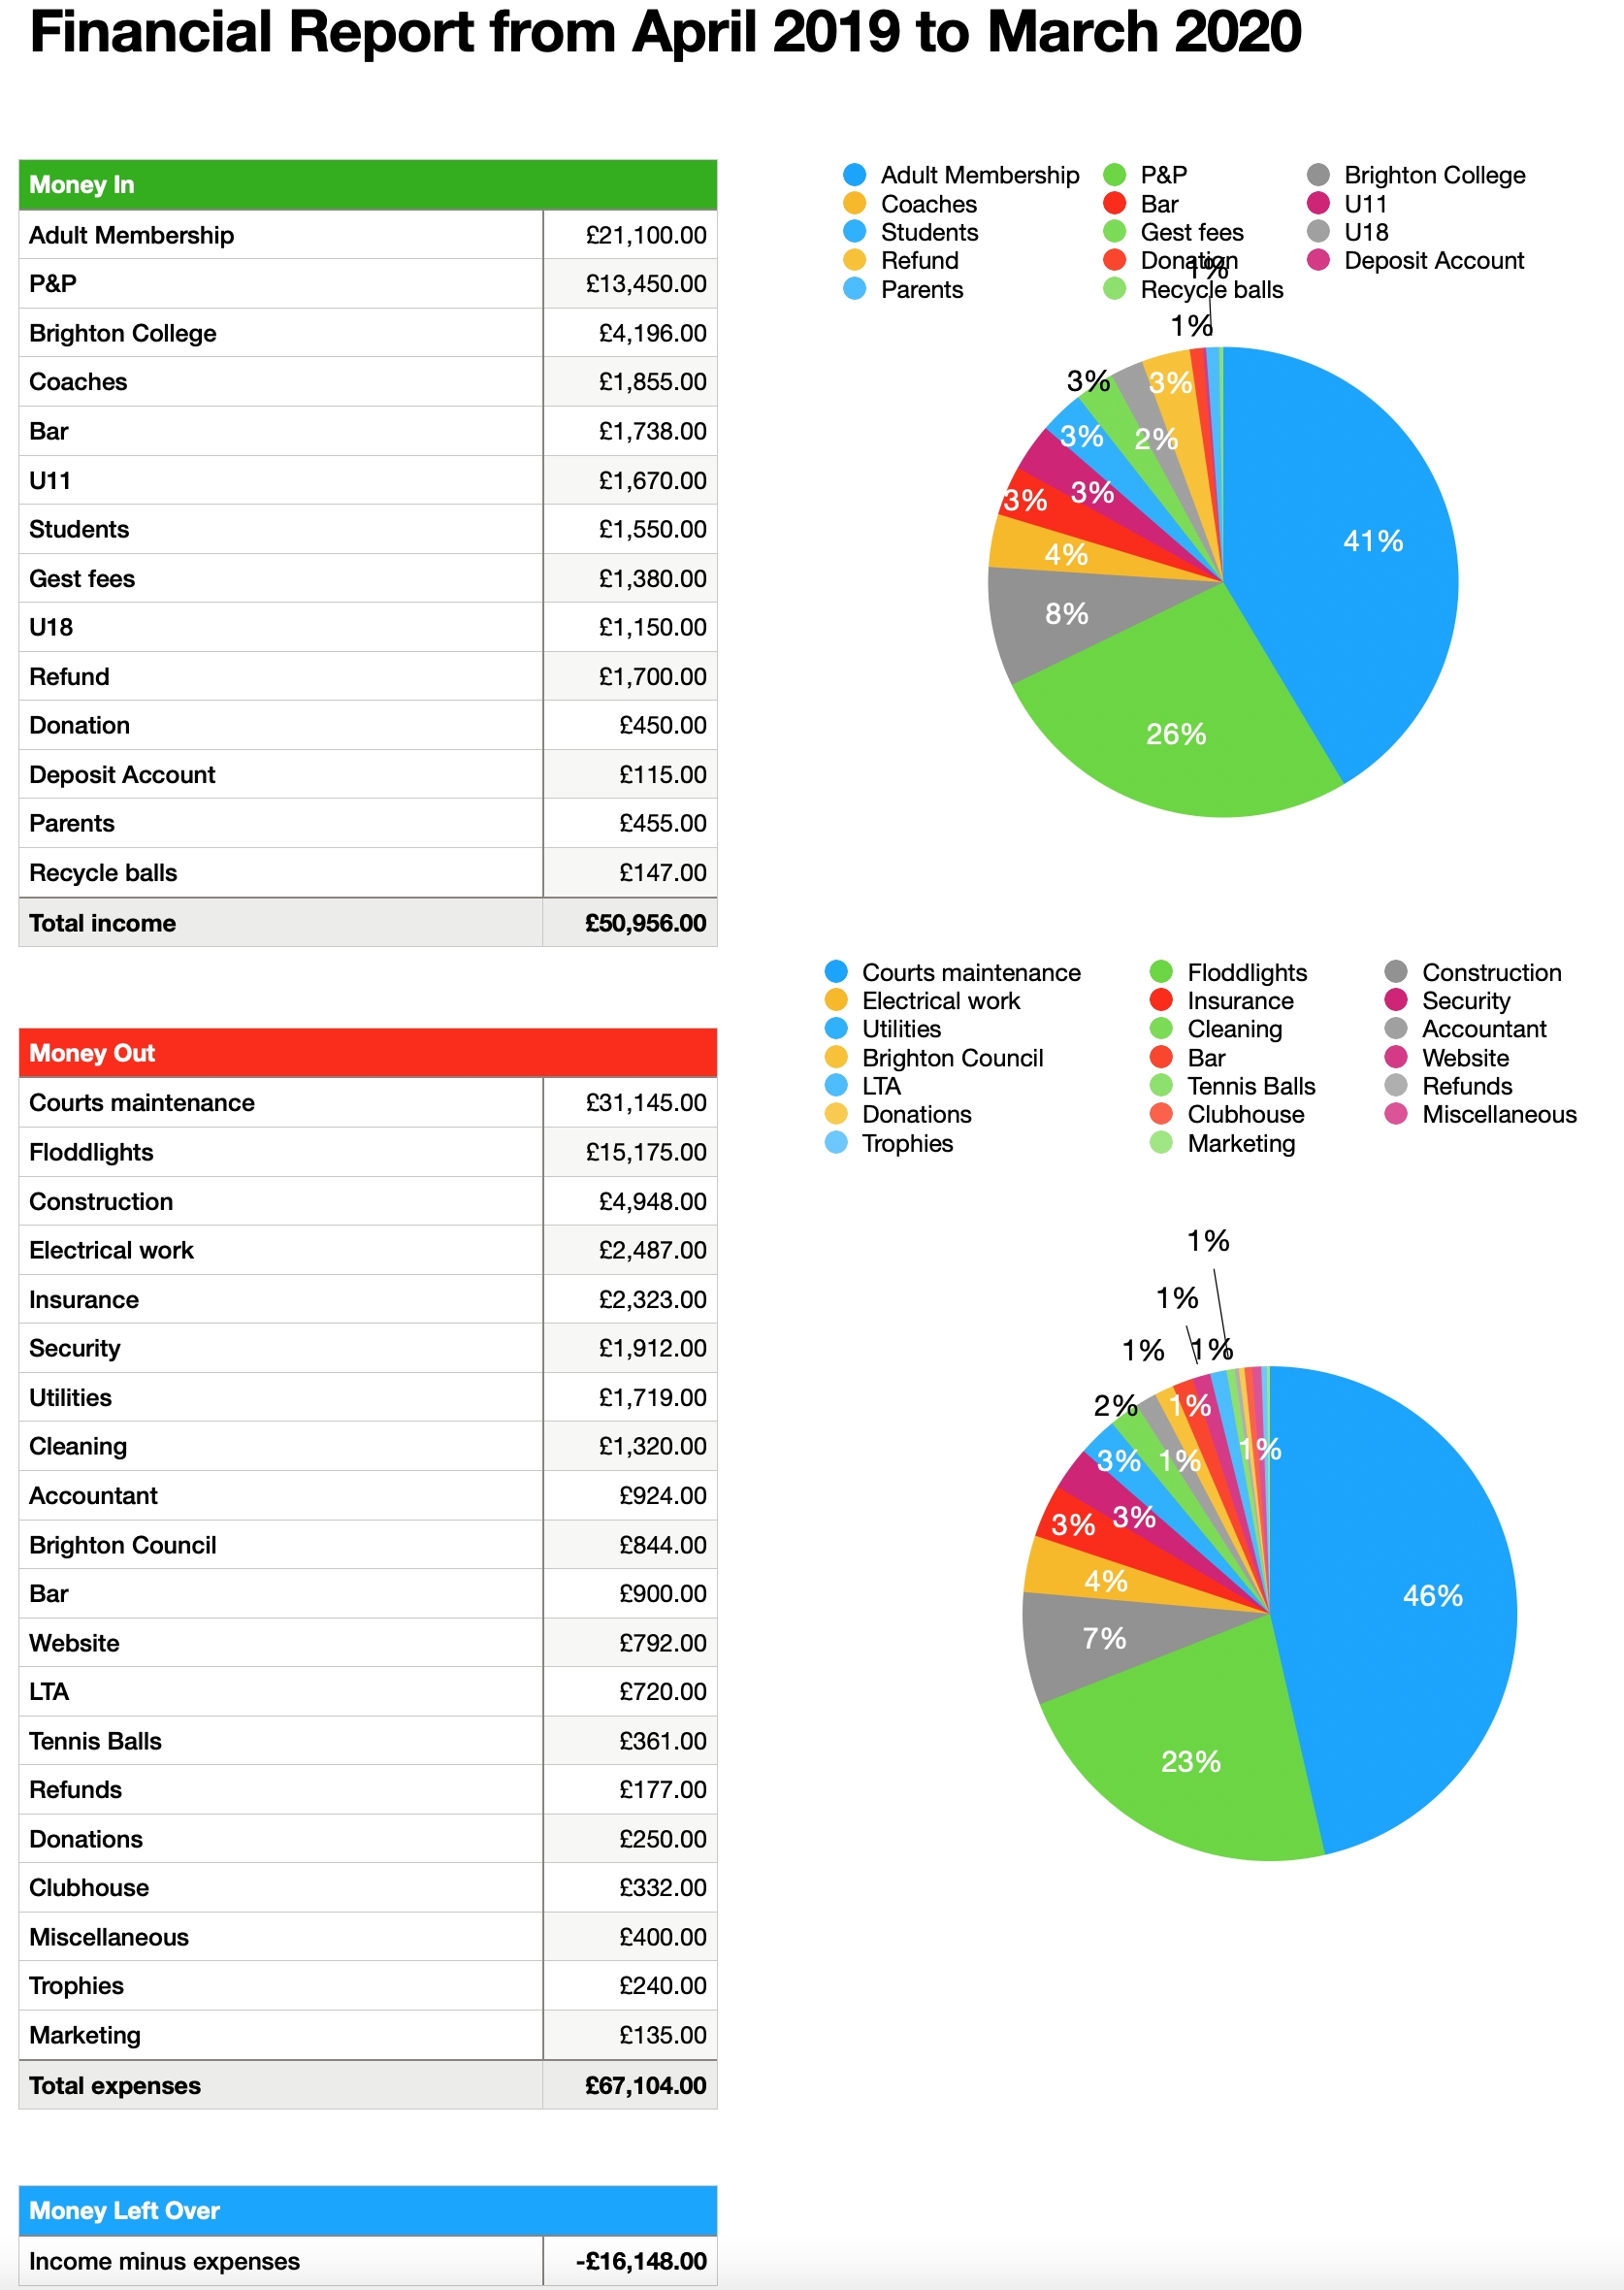 Financial Report from April 2019 to March 2020
Money In
Adult Membership £21,100.00
P&P £13,450.00
Brighton College £4,196.00
Coaches £1,855.00
Bar £1,738.00
U11 £1,670.00
Students £1,550.00
Gest fees £1,380.00
U18 £1,150.00
Refund £1,700.00
Donation £450.00
Deposit Account £115.00
Parents £455.00
Recycle balls £147.00
Total income £50,956.00
Adult Membership P&P Brighton College
Coaches Bar U11
Students Gest fees U18
Refund Donation Deposit Account
Parents Recycle balls
1%
1%
3% 3%
3% 2%
3% 3%
41%
4%
8%
26%
Money Out
Courts maintenance £31,145.00
Floddlights £15,175.00
Construction £4,948.00
Electrical work £2,487.00
Insurance £2,323.00
Security £1,912.00
Utilities £1,719.00
Cleaning £1,320.00
Accountant £924.00
Brighton Council £844.00
Bar £900.00
Website £792.00
LTA £720.00
Tennis Balls £361.00
Refunds £177.00
Donations £250.00
Clubhouse £332.00
Miscellaneous £400.00
Trophies £240.00
Marketing £135.00
Total expenses £67,104.00
Courts maintenance Floddlights Construction
Electrical work Insurance Security
Utilities Cleaning Accountant
Brighton Council Bar Website
LTA Tennis Balls Refunds
Donations Clubhouse Miscellaneous
Trophies Marketing
1%
1%
1% 1%
2% 1%
1%
3% 1%
3% 3%
4%
46%
7%
23%
Money Left Over
Income minus expenses -£16,148.00